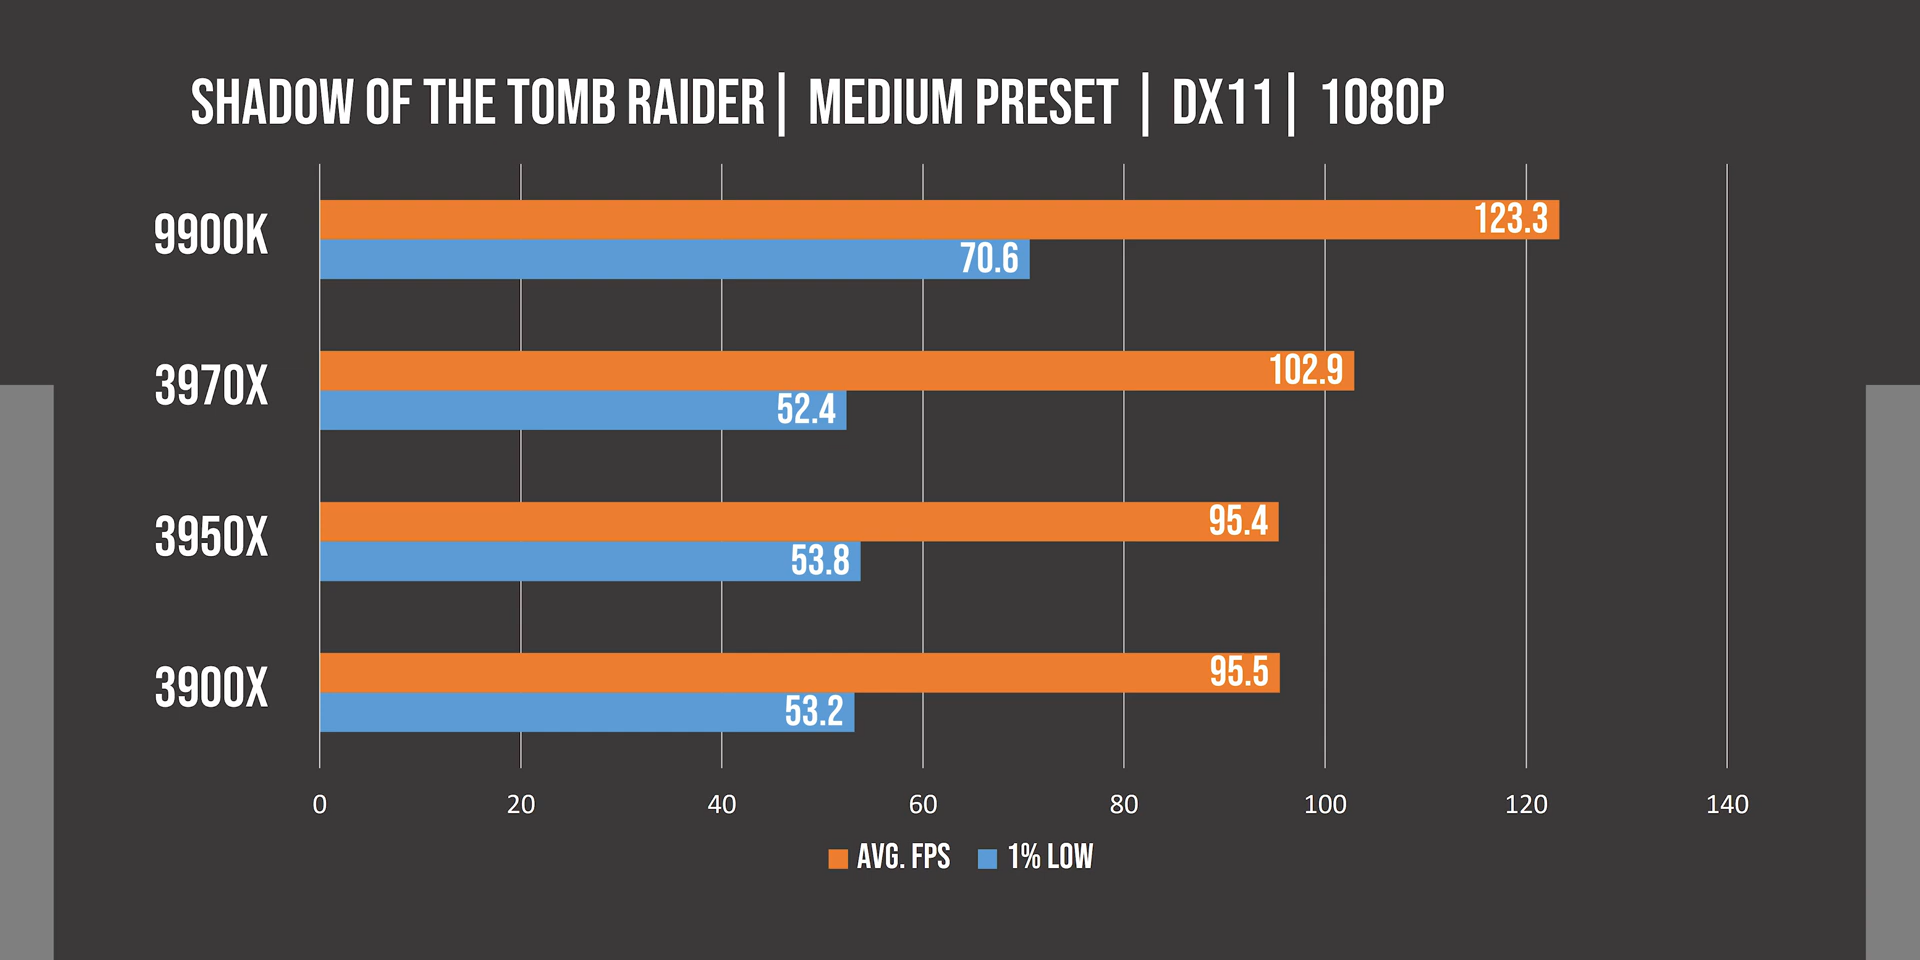 SHADOW OF THE TOMB RAIDER | MEDIUM PRESET | DX11 | 1080P
9900K
123.3
70.6
3970X
102.9
52.4
3950X
95.4
53.8
3900X
95.5
53.2
0 20 40 60 80 100 120 140
AVG. FPS 1% LOW